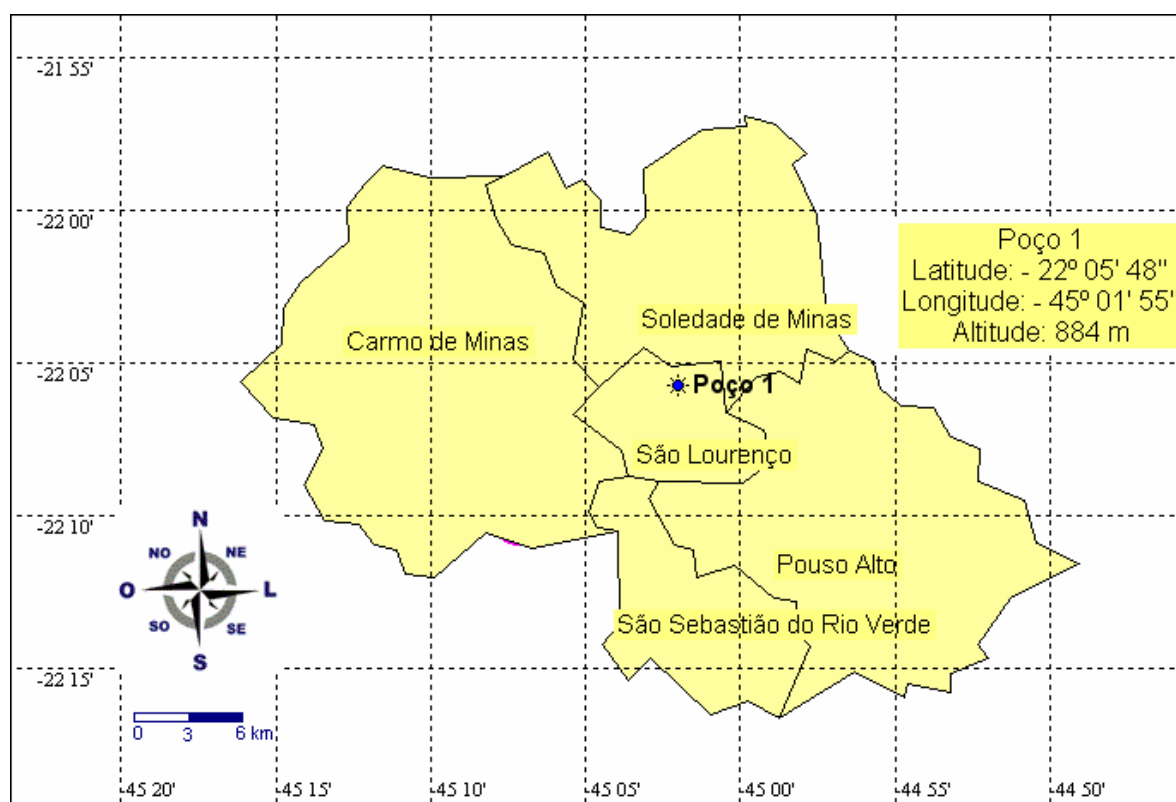 -21 55'
-22 00'
Poço 1
Latitude: - 22º 05' 48"
Longitude: - 45º 01' 55'
Altitude: 884 m
Soledade de Minas
Carmo de Minas
-22 05'
Poço 1
São Lourenço
-22 10'
N
NO
NE
O
L
SO
SE
S
Pouso Alto
São Sebastião do Rio Verde
-22 15'
0 3 6 km
-45 20'
-45 15'
-45 10'
-45 05'
-45 00'
-44 55'
-44 50'